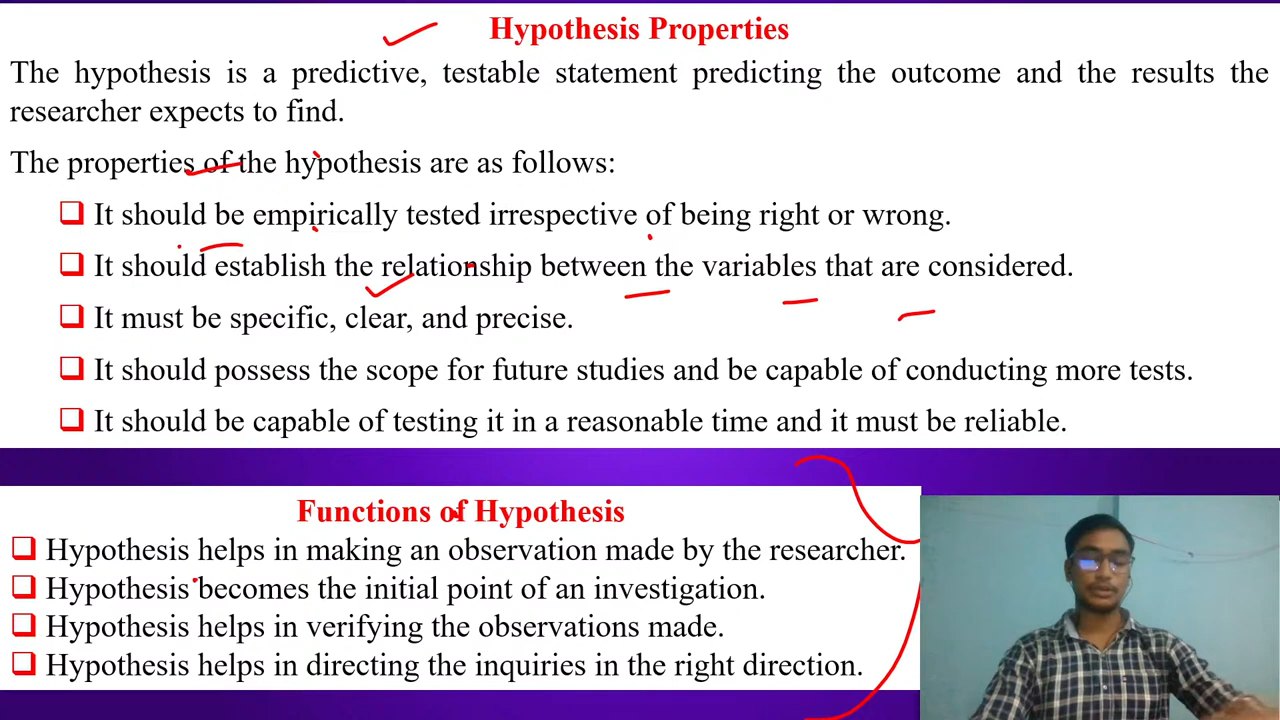 Hypothesis Properties
The hypothesis is a predictive, testable statement predicting the outcome and the results the
researcher expects to find.
The properties of the hypothesis are as follows:
It should be empirically tested irrespective of being right or wrong.
It should establish the relationship between the variables that are considered.
It must be specific, clear, and precise.
It should possess the scope for future studies and be capable of conducting more tests.
It should be capable of testing it in a reasonable time and it must be reliable.
Functions of Hypothesis
Hypothesis helps in making an observation made by the researcher.
Hypothesis becomes the initial point of an investigation.
Hypothesis helps in verifying the observations made.
Hypothesis helps in directing the inquiries in the right direction.